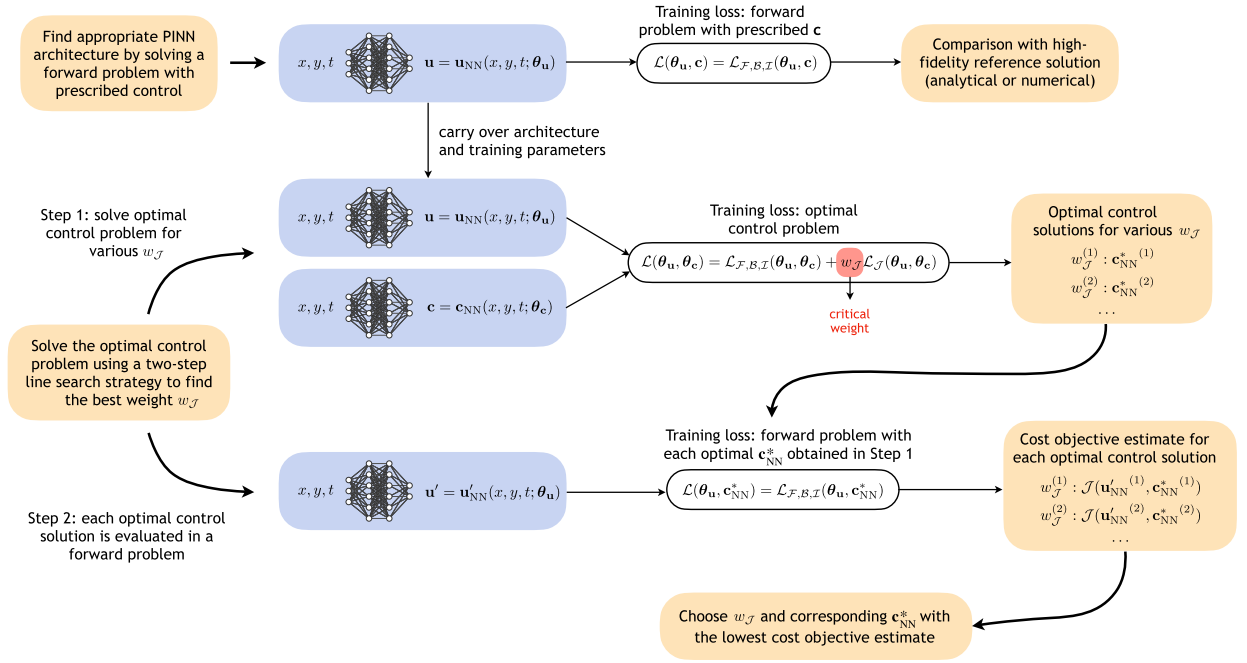 Find appropriate PINN
architecture by solving a
forward problem with
prescribed control
x, y, t
u = u_NN(x, y, t; θ_u)
Training loss: forward
problem with prescribed c
ℒ(θ_u, c) = ℒ_{ℱ,ℬ,ℐ}(θ_u, c)
Comparison with high-
fidelity reference solution
(analytical or numerical)
carry over architecture
and training parameters
Step 1: solve optimal
control problem for
various w_𝒥
x, y, t
u = u_NN(x, y, t; θ_u)
x, y, t
c = c_NN(x, y, t; θ_c)
Training loss: optimal
control problem
ℒ(θ_u, θ_c) = ℒ_{ℱ,ℬ,ℐ}(θ_u, θ_c) + w_𝒥 ℒ_𝒥(θ_u, θ_c)
critical
weight
Optimal control
solutions for various w_𝒥
w_𝒥^(1) : c*_NN^(1)
w_𝒥^(2) : c*_NN^(2)
...
Solve the optimal control
problem using a two-step
line search strategy to find
the best weight w_𝒥
Step 2: each optimal control
solution is evaluated in a
forward problem
x, y, t
u′ = u′_NN(x, y, t; θ_u)
Training loss: forward problem with
each optimal c*_NN obtained in Step 1
ℒ(θ_u, c*_NN) = ℒ_{ℱ,ℬ,ℐ}(θ_u, c*_NN)
Cost objective estimate for
each optimal control solution
w_𝒥^(1) : 𝒥(u′_NN^(1), c*_NN^(1))
w_𝒥^(2) : 𝒥(u′_NN^(2), c*_NN^(2))
...
Choose w_𝒥 and corresponding c*_NN with
the lowest cost objective estimate